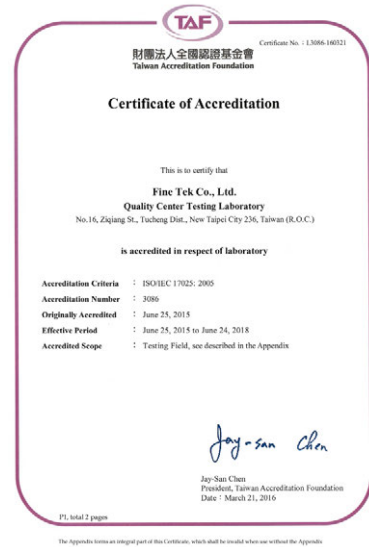 TAF
Certificate No. : L3086-160321
財團法人全國認證基金會
Taiwan Accreditation Foundation
Certificate of Accreditation
This is to certify that
Fine Tek Co., Ltd.
Quality Center Testing Laboratory
No.16, Ziqiang St., Tucheng Dist., New Taipei City 236, Taiwan (R.O.C.)
is accredited in respect of laboratory
Accreditation Criteria : ISO/IEC 17025: 2005
Accreditation Number : 3086
Originally Accredited : June 25, 2015
Effective Period : June 25, 2015 to June 24, 2018
Accredited Scope : Testing Field, see described in the Appendix
Jay-san Chen
Jay-San Chen
President, Taiwan Accreditation Foundation
Date : March 21, 2016
P1, total 2 pages
The Appendix forms an integral part of this Certificate, which shall be invalid when use without the Appendix